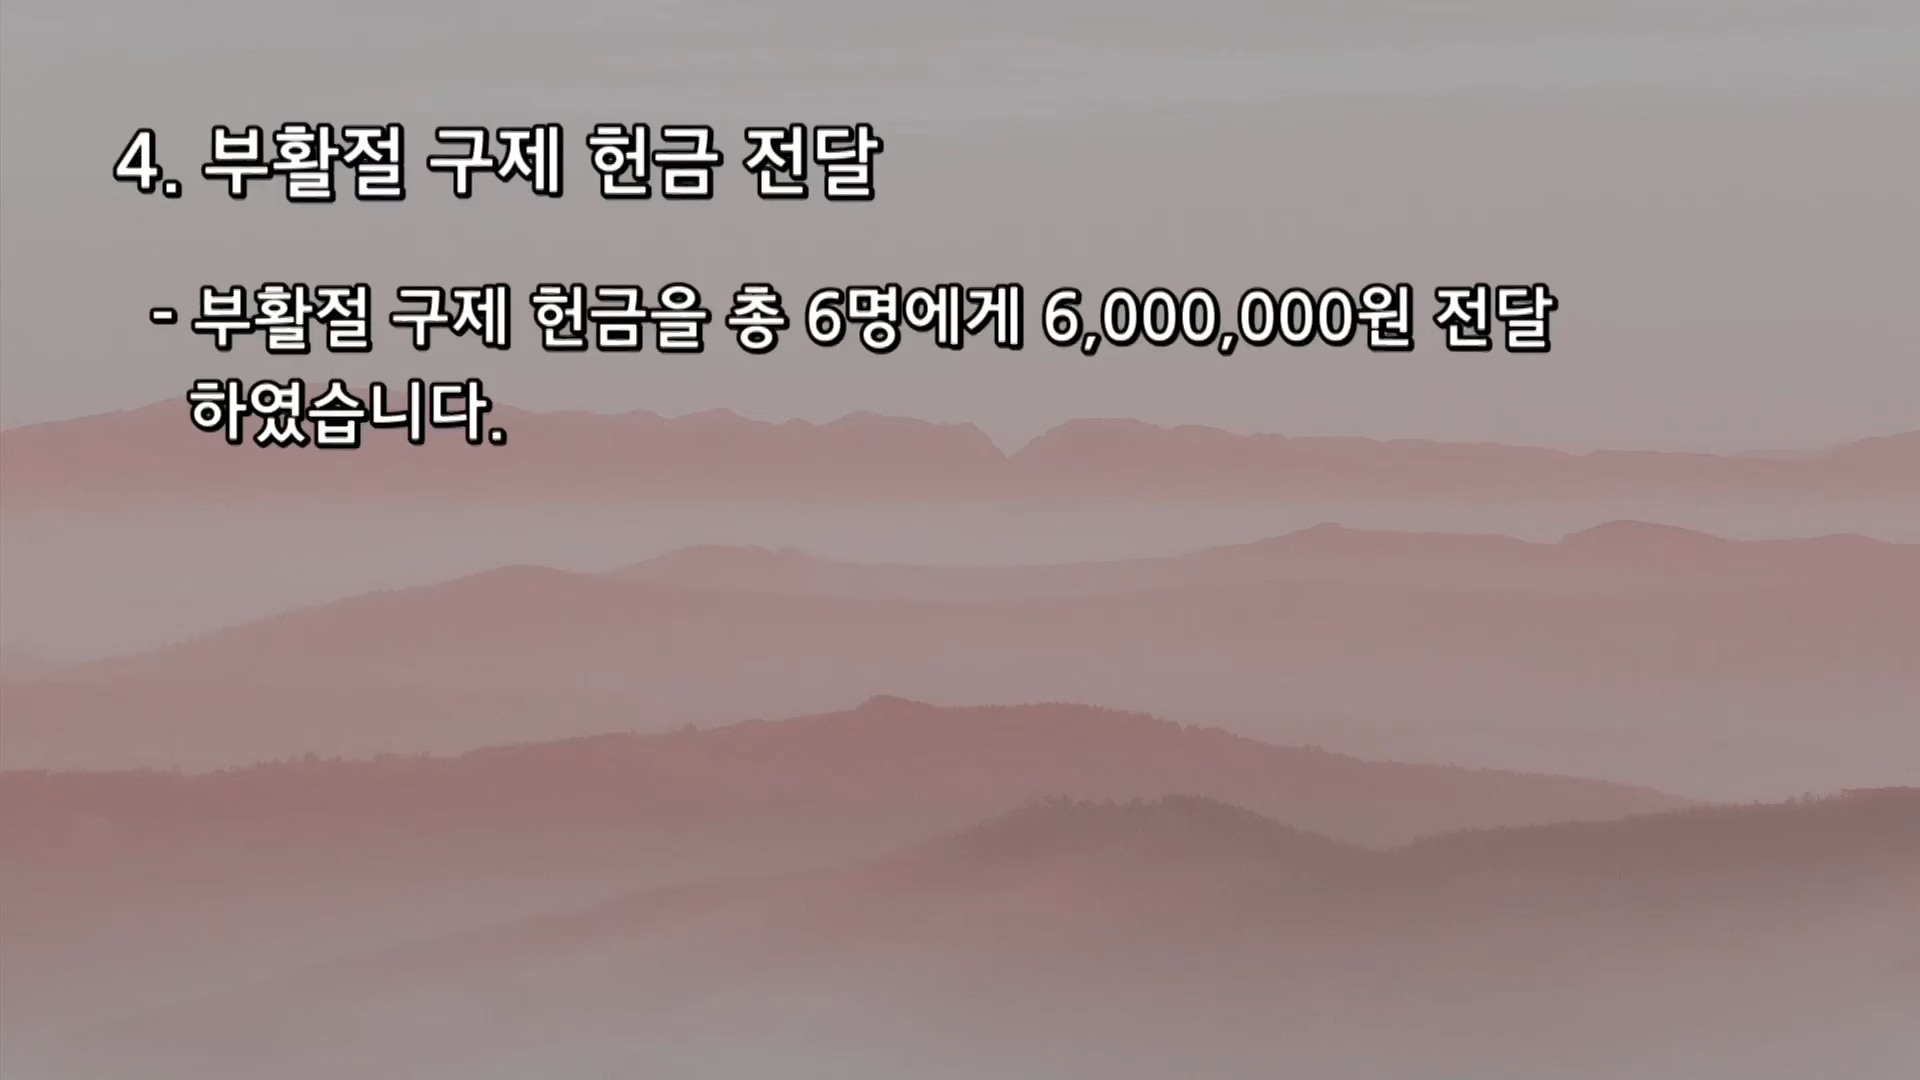 4. 부활절 구제 헌금 전달
- 부활절 구제 헌금을 총 6명에게 6,000,000원 전달
하였습니다.